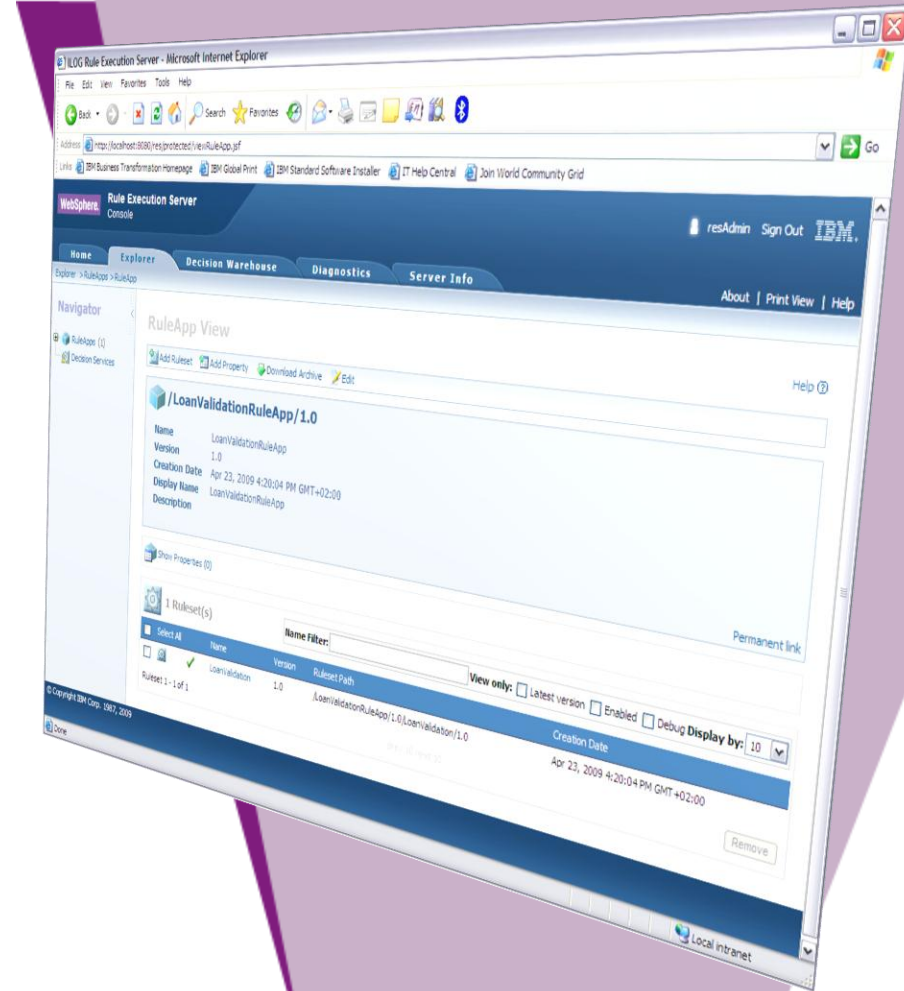 ILOG Rule Execution Server - Microsoft Internet Explorer
File Edit View Favorites Tools Help
Back Search Favorites
Address http://localhost:8080/res/protected/viewRuleApp.jsf Go
Links IBM Business Transformation Homepage IBM Global Print IBM Standard Software Installer IT Help Central Join World Community Grid
WebSphere. Rule Execution Server
Console
resAdmin Sign Out IBM.
Home Explorer Decision Warehouse Diagnostics Server Info
Explorer > RuleApps > RuleApp
About | Print View | Help
Navigator
RuleApps (1)
Decision Services
RuleApp View
Add Ruleset Add Property Download Archive Edit
Help
/LoanValidationRuleApp/1.0
Name LoanValidationRuleApp
Version 1.0
Creation Date Apr 23, 2009 4:20:04 PM GMT+02:00
Display Name LoanValidationRuleApp
Description
Show Properties (0)
Permanent link
1 Ruleset(s)
Name Filter: View only: Latest version Enabled Debug Display by: 10
Select All Name Version Ruleset Path Creation Date
LoanValidation 1.0 /LoanValidationRuleApp/1.0/LoanValidation/1.0 Apr 23, 2009 4:20:04 PM GMT+02:00
Ruleset 1 - 1 of 1
Remove
© Copyright IBM Corp. 1987, 2009
Done
Local intranet